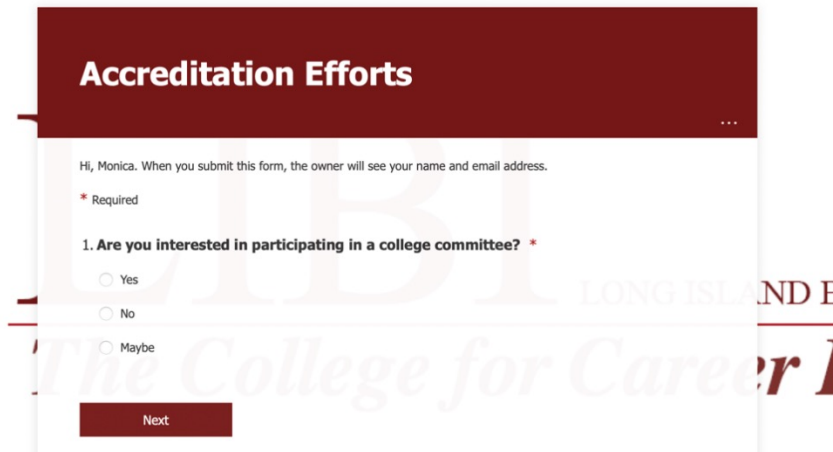 Accreditation Efforts
...
Hi, Monica. When you submit this form, the owner will see your name and email address.
* Required
1. Are you interested in participating in a college committee? *
Yes
LIBI
No
LONG ISLAND
Maybe
The College for Career
Next